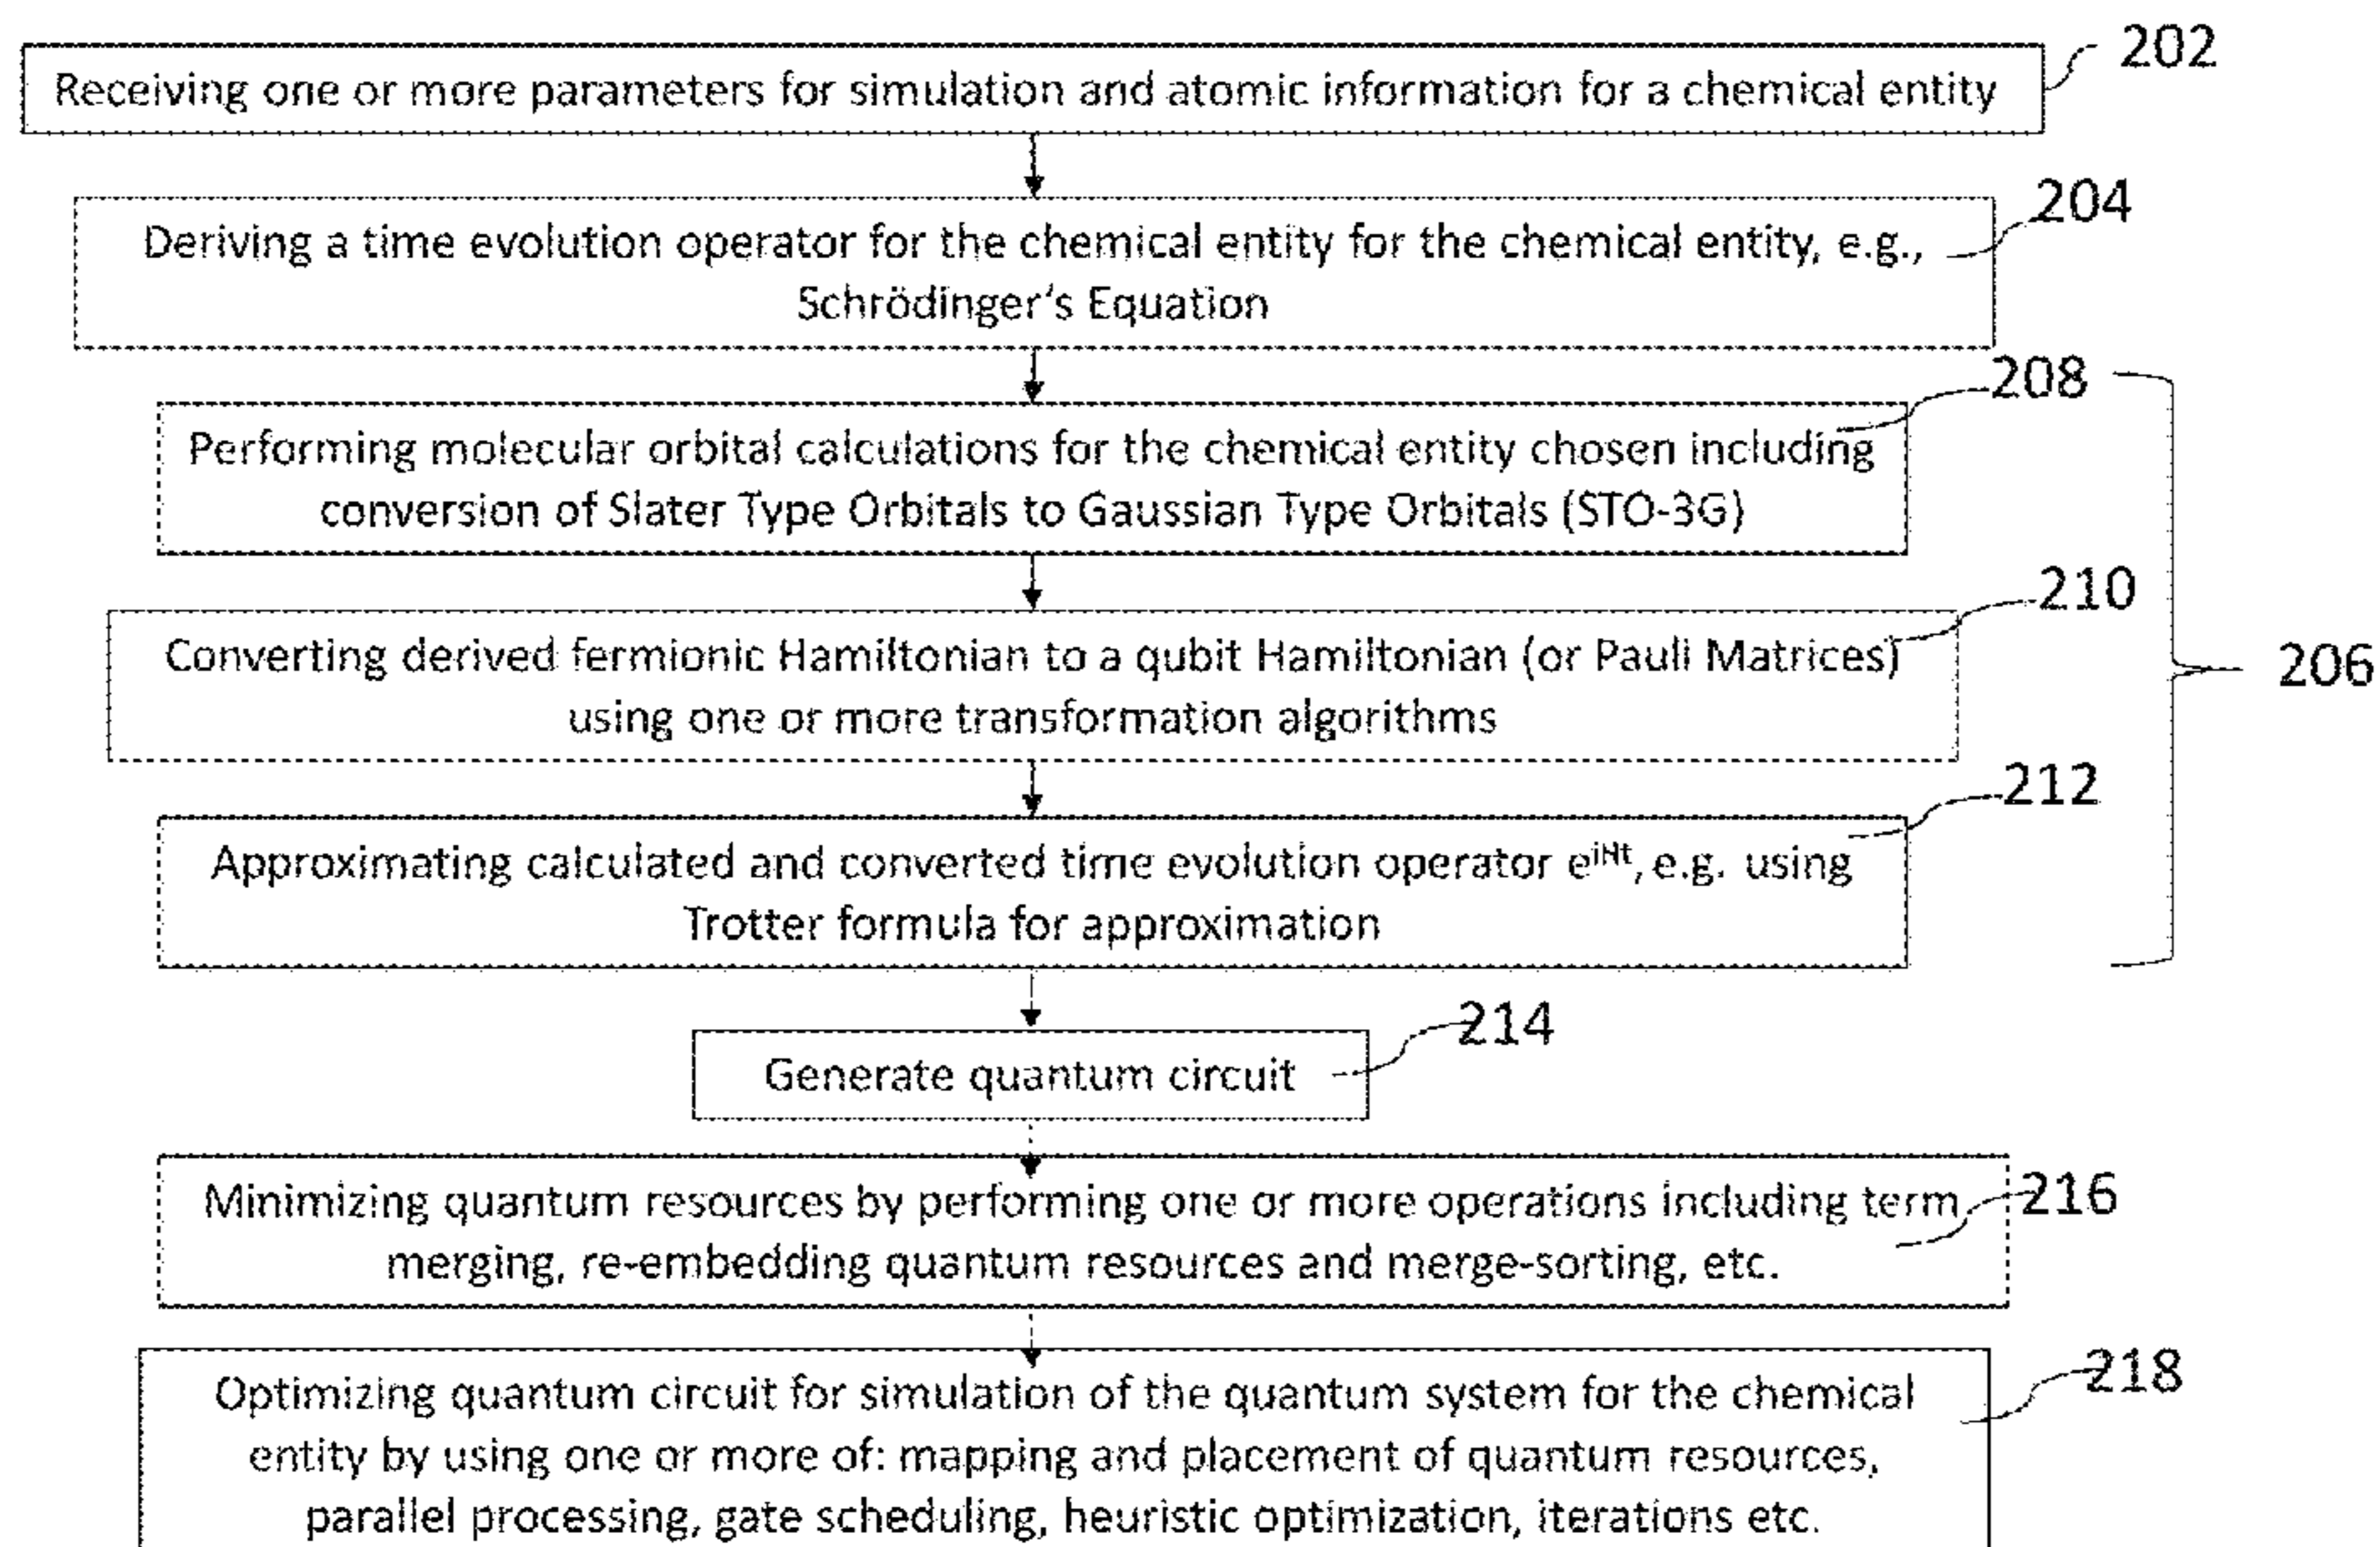 202
Receiving one or more parameters for simulation and atomic information for a chemical entity
204
Deriving a time evolution operator for the chemical entity for the chemical entity, e.g.,
Schrödinger's Equation
208
Performing molecular orbital calculations for the chemical entity chosen including
conversion of Slater Type Orbitals to Gaussian Type Orbitals (STO-3G)
210
Converting derived fermionic Hamiltonian to a qubit Hamiltonian (or Pauli Matrices)
using one or more transformation algorithms
206
212
Approximating calculated and converted time evolution operator e^iHt, e.g. using
Trotter formula for approximation
214
Generate quantum circuit
216
Minimizing quantum resources by performing one or more operations including term
merging, re-embedding quantum resources and merge-sorting, etc.
218
Optimizing quantum circuit for simulation of the quantum system for the chemical
entity by using one or more of: mapping and placement of quantum resources,
parallel processing, gate scheduling, heuristic optimization, iterations etc.